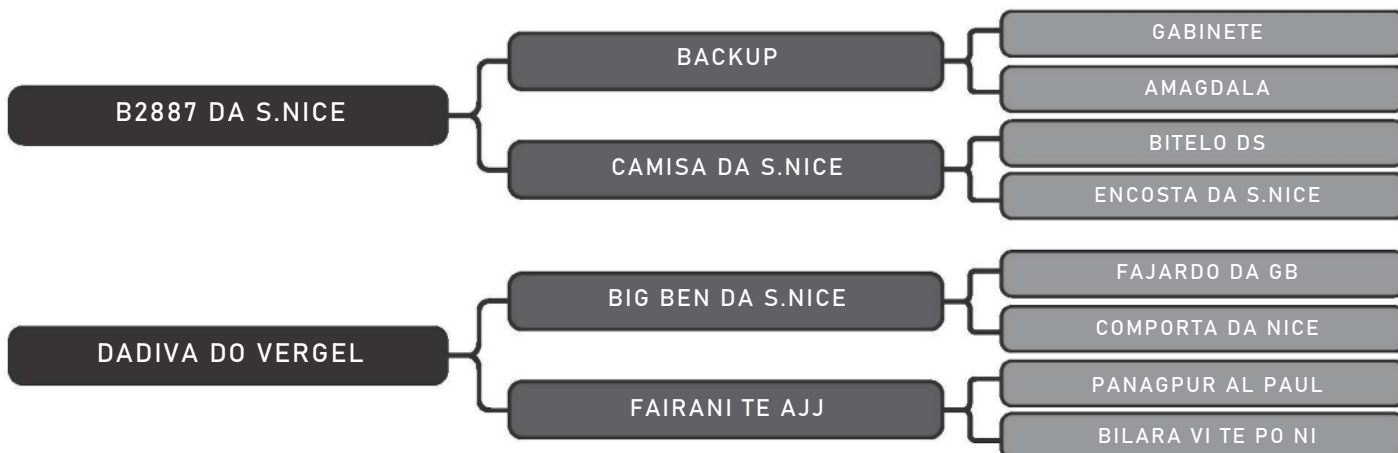 B2887 DA S.NICE
BACKUP
CAMISA DA S.NICE
GABINETE
AMAGDALA
BITELO DS
ENCOSTA DA S.NICE
DADIVA DO VERGEL
BIG BEN DA S.NICE
FAIRANI TE AJJ
FAJARDO DA GB
COMPORTA DA NICE
PANAGPUR AL PAUL
BILARA VI TE PO NI